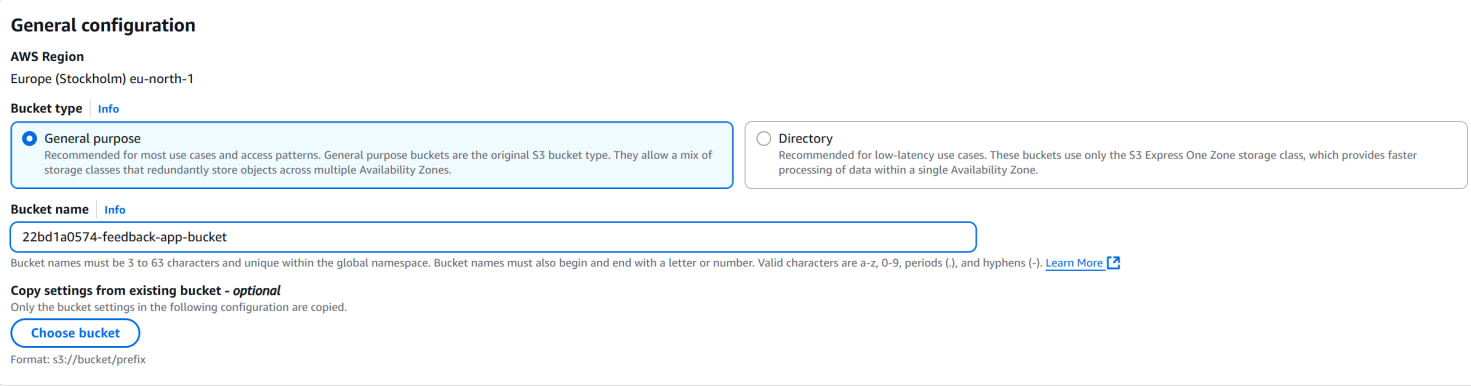 General configuration
AWS Region
Europe (Stockholm) eu-north-1
Bucket type Info
General purpose
Recommended for most use cases and access patterns. General purpose buckets are the original S3 bucket type. They allow a mix of
storage classes that redundantly store objects across multiple Availability Zones.
Directory
Recommended for low-latency use cases. These buckets use only the S3 Express One Zone storage class, which provides faster
processing of data within a single Availability Zone.
Bucket name Info
22bd1a0574-feedback-app-bucket
Bucket names must be 3 to 63 characters and unique within the global namespace. Bucket names must also begin and end with a letter or number. Valid characters are a-z, 0-9, periods (.), and hyphens (-). Learn More
Copy settings from existing bucket - optional
Only the bucket settings in the following configuration are copied.
Choose bucket
Format: s3://bucket/prefix